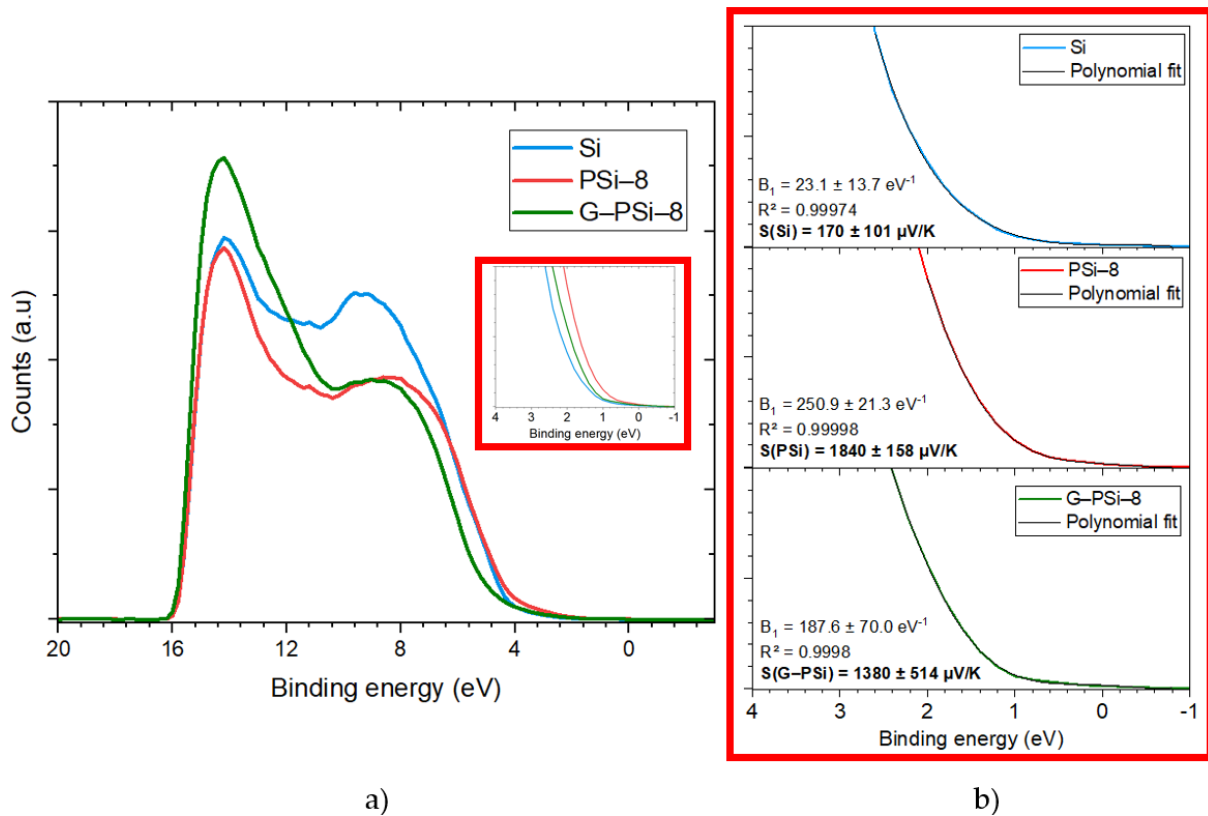 Counts (a.u)
Si
PSi–8
G–PSi–8
4 3 2 1 0 -1
Binding energy (eV)
20 16 12 8 4 0
Binding energy (eV)
a)
Si
Polynomial fit
B₁ = 23.1 ± 13.7 eV⁻¹
R² = 0.99974
S(Si) = 170 ± 101 µV/K
PSi–8
Polynomial fit
B₁ = 250.9 ± 21.3 eV⁻¹
R² = 0.99998
S(PSi) = 1840 ± 158 µV/K
G–PSi–8
Polynomial fit
B₁ = 187.6 ± 70.0 eV⁻¹
R² = 0.9998
S(G–PSi) = 1380 ± 514 µV/K
4 3 2 1 0 -1
Binding energy (eV)
b)